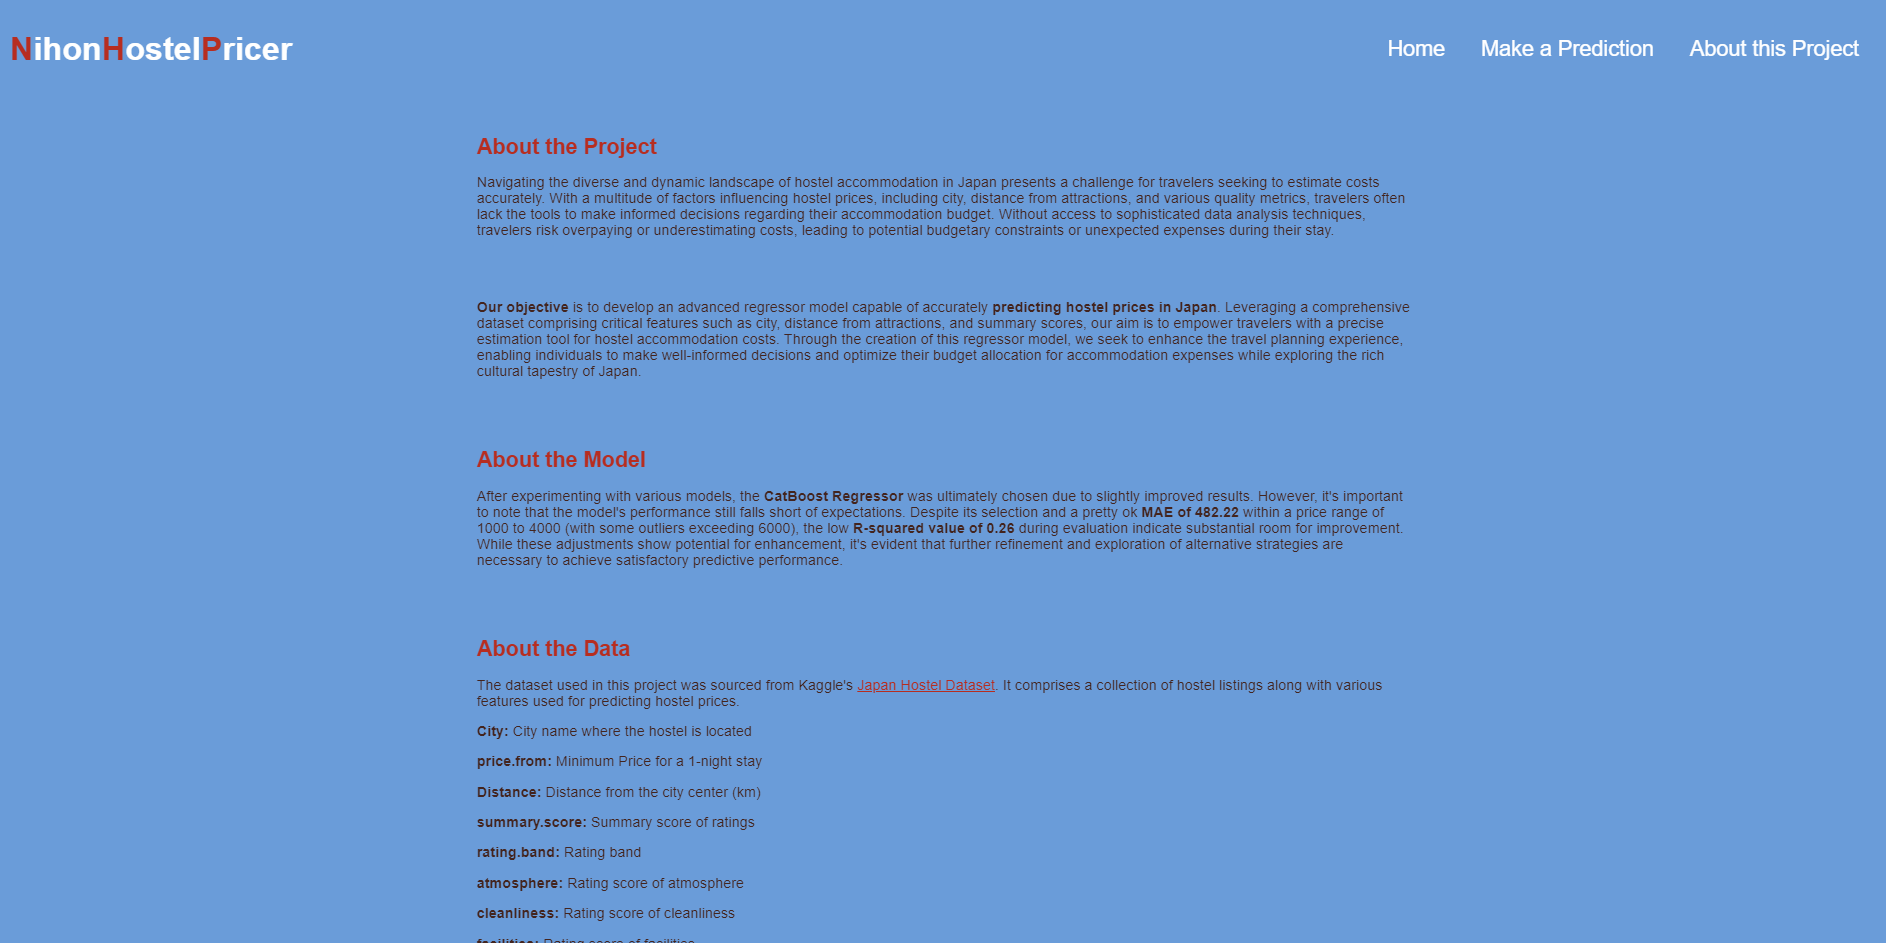 NihonHostelPricer
Home
Make a Prediction
About this Project
About the Project
Navigating the diverse and dynamic landscape of hostel accommodation in Japan presents a challenge for travelers seeking to estimate costs
accurately. With a multitude of factors influencing hostel prices, including city, distance from attractions, and various quality metrics, travelers often
lack the tools to make informed decisions regarding their accommodation budget. Without access to sophisticated data analysis techniques,
travelers risk overpaying or underestimating costs, leading to potential budgetary constraints or unexpected expenses during their stay.
Our objective is to develop an advanced regressor model capable of accurately predicting hostel prices in Japan. Leveraging a comprehensive
dataset comprising critical features such as city, distance from attractions, and summary scores, our aim is to empower travelers with a precise
estimation tool for hostel accommodation costs. Through the creation of this regressor model, we seek to enhance the travel planning experience,
enabling individuals to make well-informed decisions and optimize their budget allocation for accommodation expenses while exploring the rich
cultural tapestry of Japan.
About the Model
After experimenting with various models, the CatBoost Regressor was ultimately chosen due to slightly improved results. However, it's important
to note that the model's performance still falls short of expectations. Despite its selection and a pretty ok MAE of 482.22 within a price range of
1000 to 4000 (with some outliers exceeding 6000), the low R-squared value of 0.26 during evaluation indicate substantial room for improvement.
While these adjustments show potential for enhancement, it's evident that further refinement and exploration of alternative strategies are
necessary to achieve satisfactory predictive performance.
About the Data
The dataset used in this project was sourced from Kaggle's Japan Hostel Dataset. It comprises a collection of hostel listings along with various
features used for predicting hostel prices.
City: City name where the hostel is located
price.from: Minimum Price for a 1-night stay
Distance: Distance from the city center (km)
summary.score: Summary score of ratings
rating.band: Rating band
atmosphere: Rating score of atmosphere
cleanliness: Rating score of cleanliness
facilities: Rating score of facilities